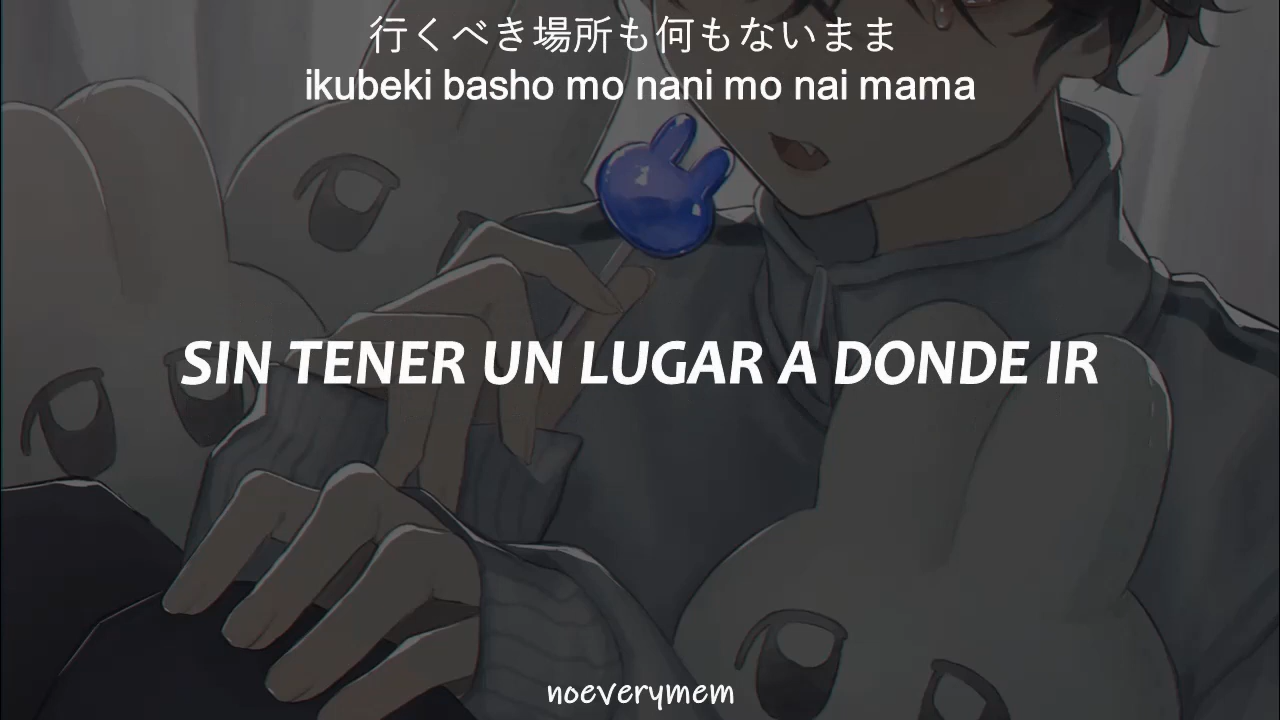 行くべき場所も何もないまま
ikubeki basho mo nani mo nai mama
SIN TENER UN LUGAR A DONDE IR
noeverymem